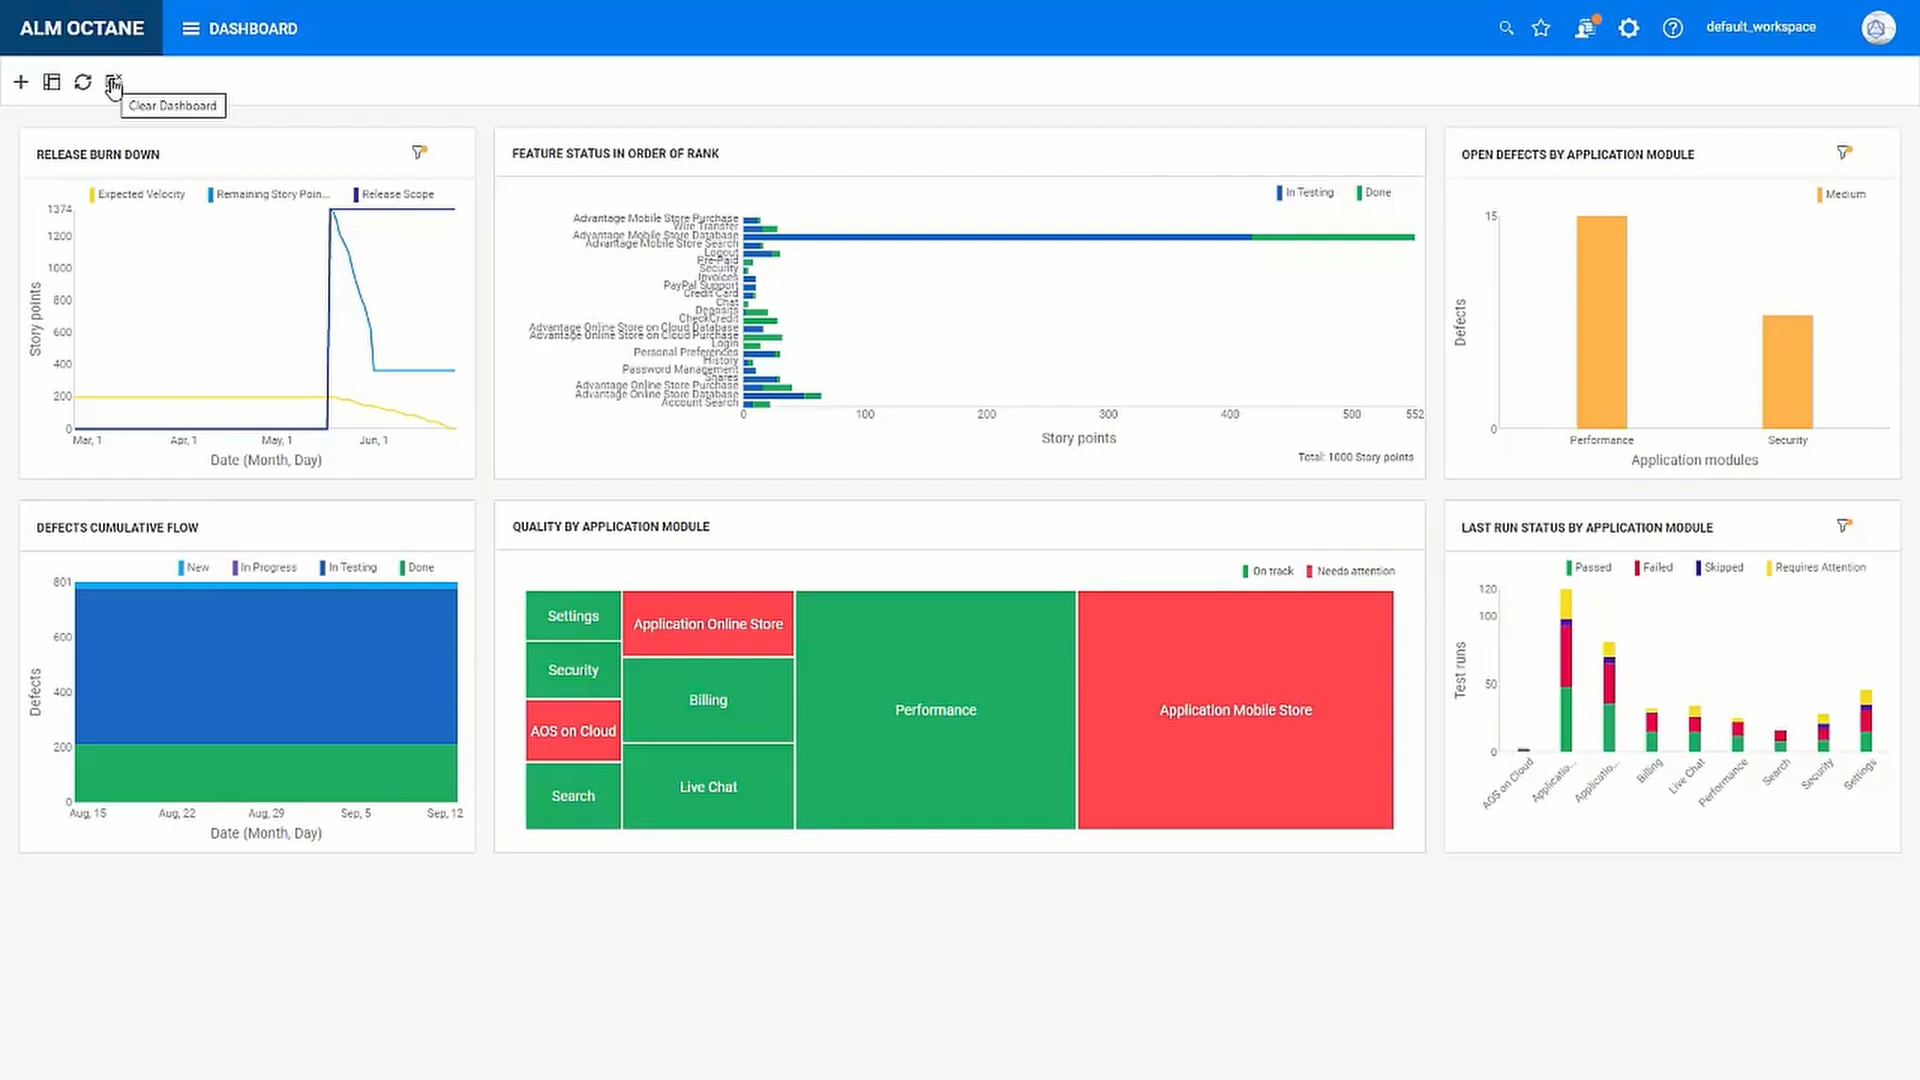 ALM OCTANE
DASHBOARD
default_workspace
Clear Dashboard
RELEASE BURN DOWN
Expected Velocity
Remaining Story Poin...
Release Scope
1374
1200
1000
800
600
400
200
0
Story points
Mar, 1
Apr, 1
May, 1
Jun, 1
Date (Month, Day)
FEATURE STATUS IN ORDER OF RANK
In Testing
Done
Advantage Mobile Store Purchase
Wire Transfer
Advantage Mobile Store Database
Advantage Mobile Store Search
Logout
Pre-Paid
Security
Invoices
PayPal Support
Credit Card
Chat
Deposits
CheckCredit
Advantage Online Store on Cloud Database
Advantage Online Store on Cloud Purchase
Login
Personal Preferences
History
Password Management
Shares
Advantage Online Store Purchase
Advantage Online Store Database
Account Search
0
100
200
300
400
500
552
Story points
Total: 1000 Story points
OPEN DEFECTS BY APPLICATION MODULE
Medium
15
0
Defects
Performance
Security
Application modules
DEFECTS CUMULATIVE FLOW
New
In Progress
In Testing
Done
801
600
400
200
0
Defects
Aug, 15
Aug, 22
Aug, 29
Sep, 5
Sep, 12
Date (Month, Day)
QUALITY BY APPLICATION MODULE
On track
Needs attention
Settings
Security
AOS on Cloud
Search
Application Online Store
Billing
Live Chat
Performance
Application Mobile Store
LAST RUN STATUS BY APPLICATION MODULE
Passed
Failed
Skipped
Requires Attention
120
100
50
0
Test runs
AOS on Cloud
Applicatio...
Applicatio...
Billing
Live Chat
Performance
Search
Security
Settings